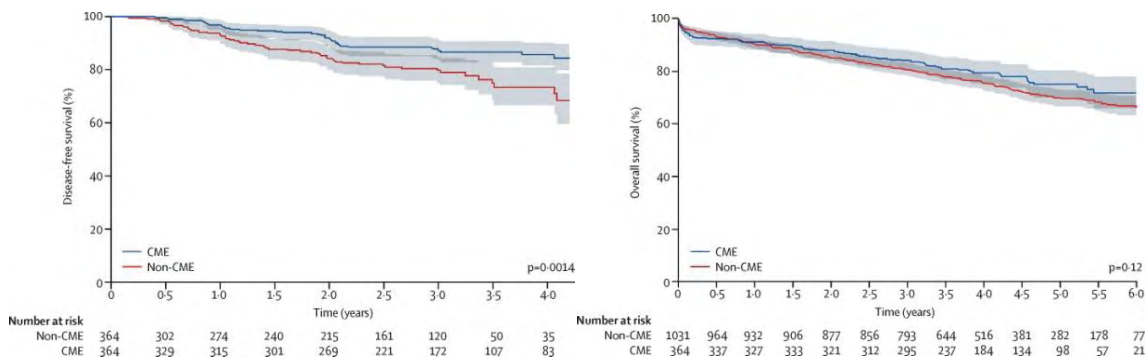 100
80
60
40
20
0
Disease-free survival (%)
CME
Non-CME
p=0·0014
0 0·5 1·0 1·5 2·0 2·5 3·0 3·5 4·0
Time (years)
Number at risk
Non-CME 364 302 274 240 215 161 120 50 35
CME 364 329 315 301 269 221 172 107 83
100
80
60
40
20
0
Overall survival (%)
CME
Non-CME
p=0·12
0 0·5 1·0 1·5 2·0 2·5 3·0 3·5 4·0 4·5 5·0 5·5 6·0
Time (years)
Number at risk
Non-CME 1031 964 932 906 877 856 793 644 516 381 282 178 77
CME 364 337 327 333 321 312 295 237 184 134 98 57 21